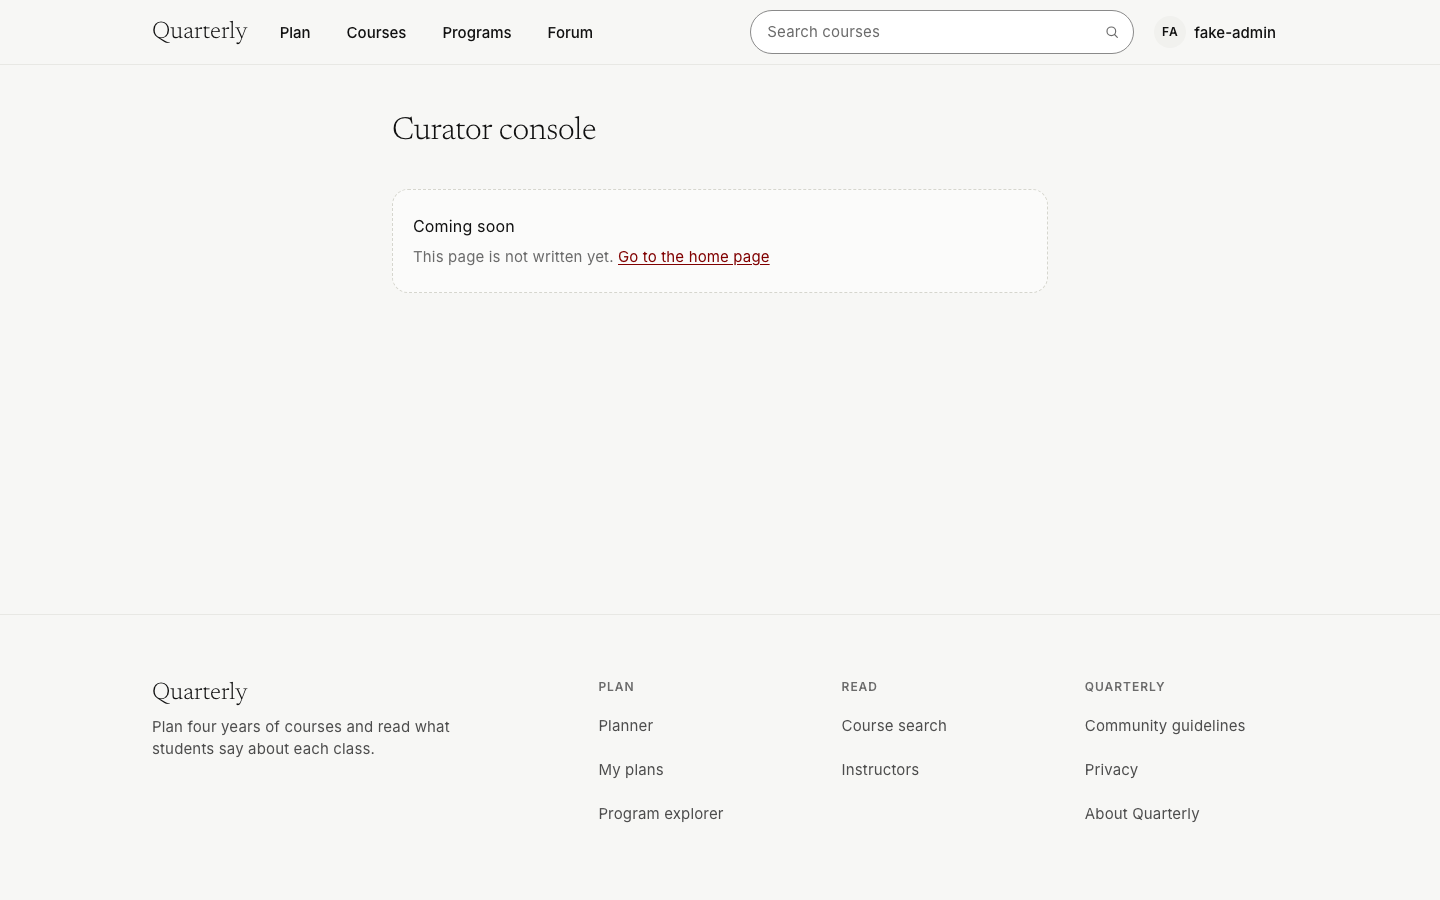 Quarterly
Plan
Courses
Programs
Forum
Search courses
FA
fake-admin
Curator console
Coming soon
This page is not written yet. Go to the home page
Quarterly
Plan four years of courses and read what
students say about each class.
PLAN
Planner
My plans
Program explorer
READ
Course search
Instructors
QUARTERLY
Community guidelines
Privacy
About Quarterly